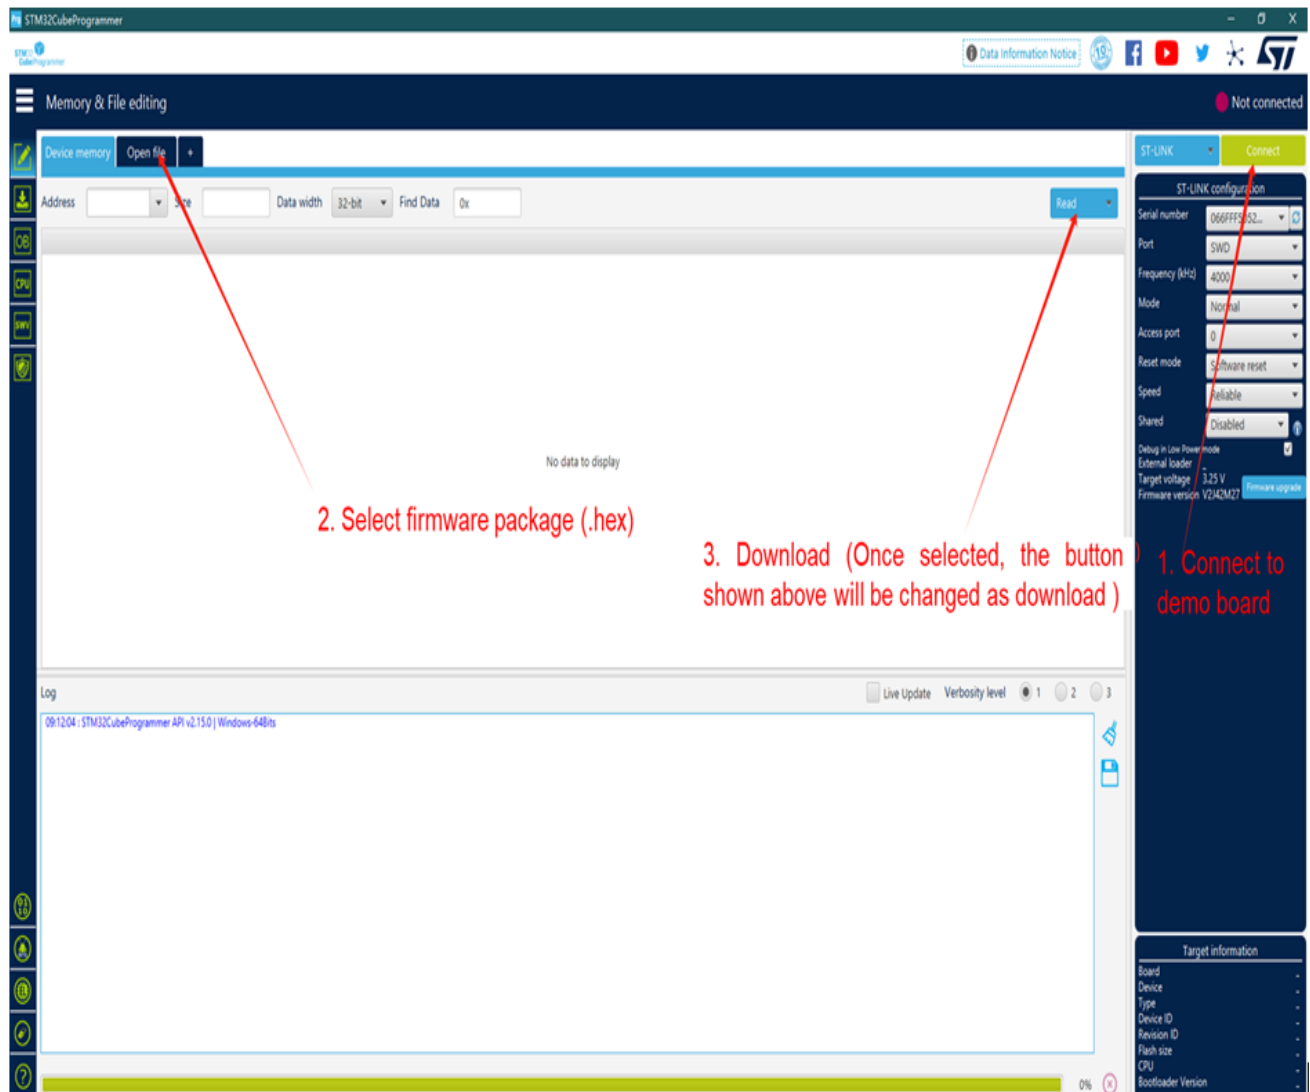 STM32CubeProgrammer
STM32
CubeProgrammer
Data Information Notice
Memory & File editing
Not connected
Device memory
Open file
+
ST-LINK
Connect
Address
Size
Data width
32-bit
Find Data
0x
Read
ST-LINK configuration
Serial number
Port
SWD
Frequency (kHz)
4000
Mode
Normal
Access port
0
Reset mode
Software reset
Speed
Reliable
Shared
Disabled
Debug in Low Power mode
External loader
-
Target voltage
3.25 V
Firmware version
V2J42M27
Firmware upgrade
OB
CPU
SWV
No data to display
2. Select firmware package (.hex)
3. Download (Once selected, the button
shown above will be changed as download )
1. Connect to
demo board
Log
Live Update
Verbosity level
1
2
3
09:12:04 : STM32CubeProgrammer API v2.15.0 | Windows-64Bits
Target information
Board
-
Device
-
Type
-
Device ID
-
Revision ID
-
Flash size
-
CPU
-
Bootloader Version
-
0%